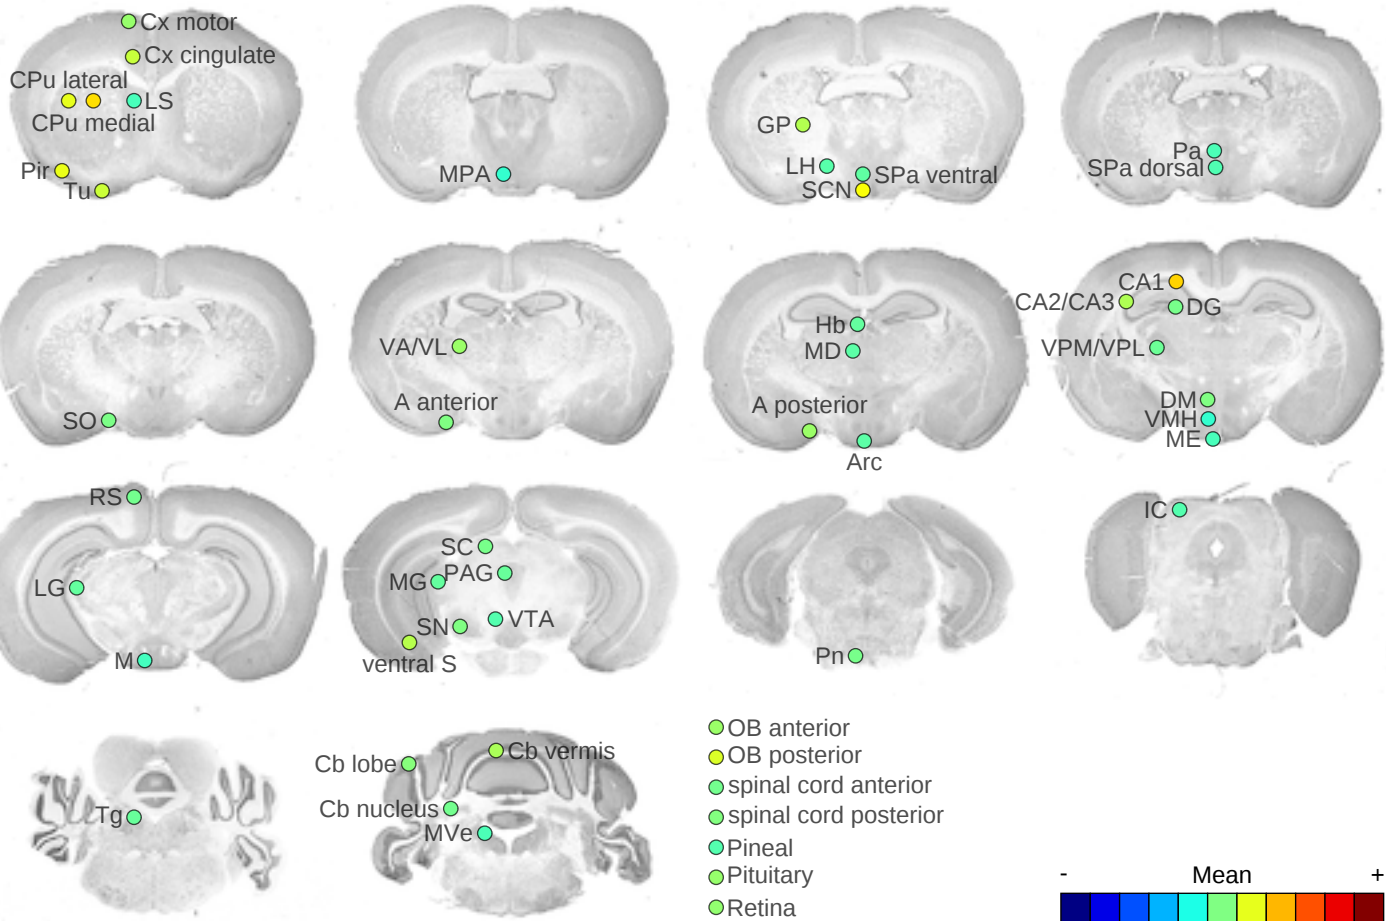 Cx motor
Cx cingulate
CPu lateral
LS
CPu medial
Pir
Tu
MPA
GP
LH
SPa ventral
SCN
Pa
SPa dorsal
SO
VA/VL
A anterior
Hb
MD
A posterior
Arc
CA1
CA2/CA3
DG
VPM/VPL
DM
VMH
ME
RS
LG
M
SC
MG
PAG
SN
VTA
ventral S
Pn
IC
Tg
Cb lobe
Cb vermis
Cb nucleus
MVe
OB anterior
OB posterior
spinal cord anterior
spinal cord posterior
Pineal
Pituitary
Retina
- Mean +